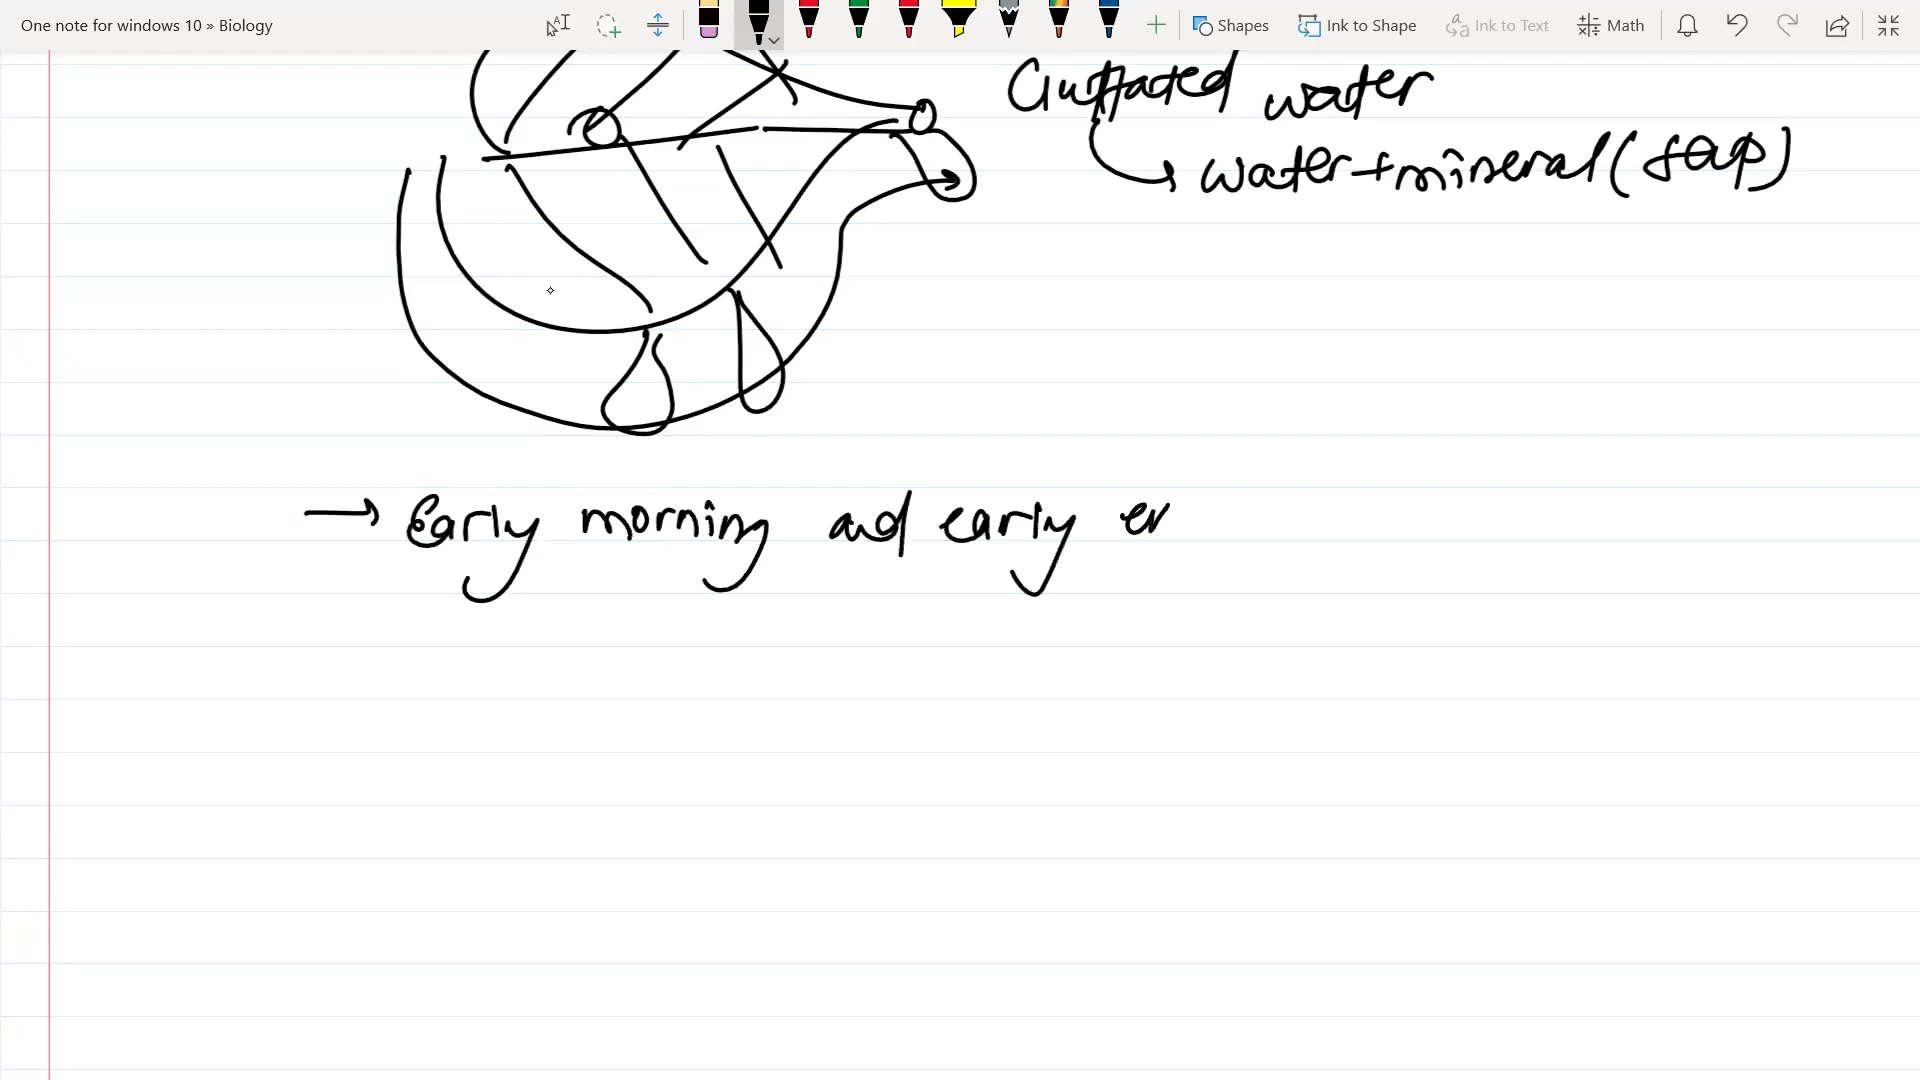 One note for windows 10 » Biology
Shapes Ink to Shape Ink to Text Math
Guttated water
water+mineral (sap)
→ Early morning and early ev